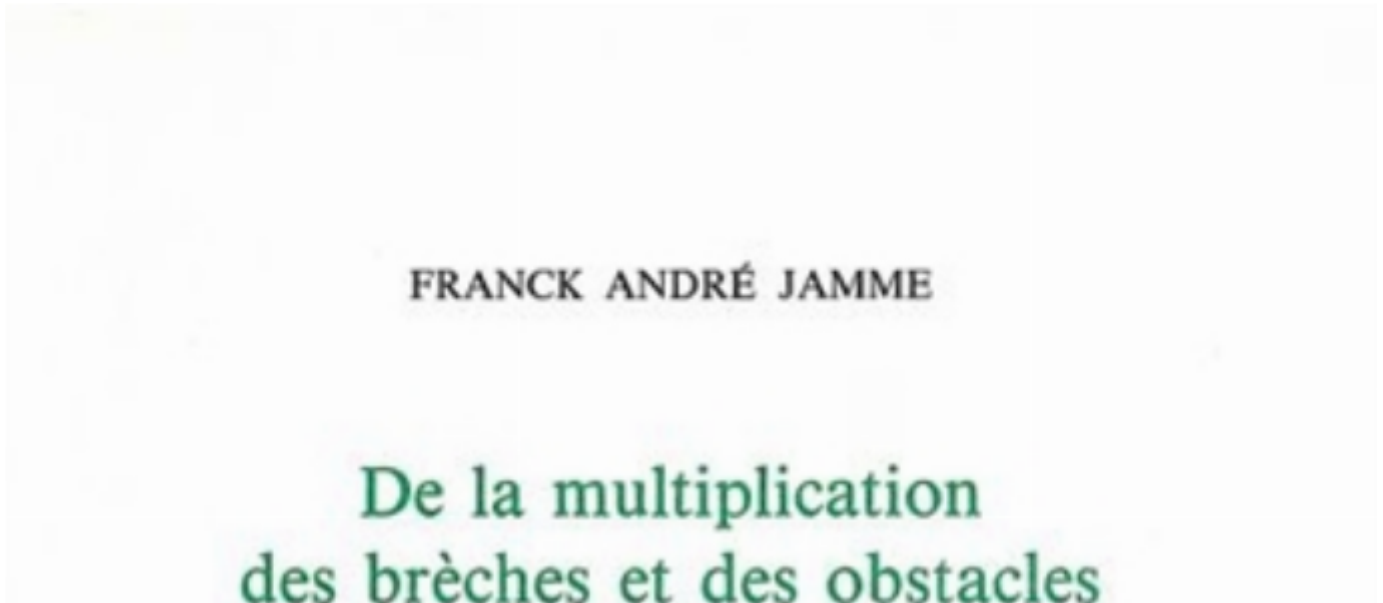 FRANCK ANDRÉ JAMME
De la multiplication
des brèches et des obstacles